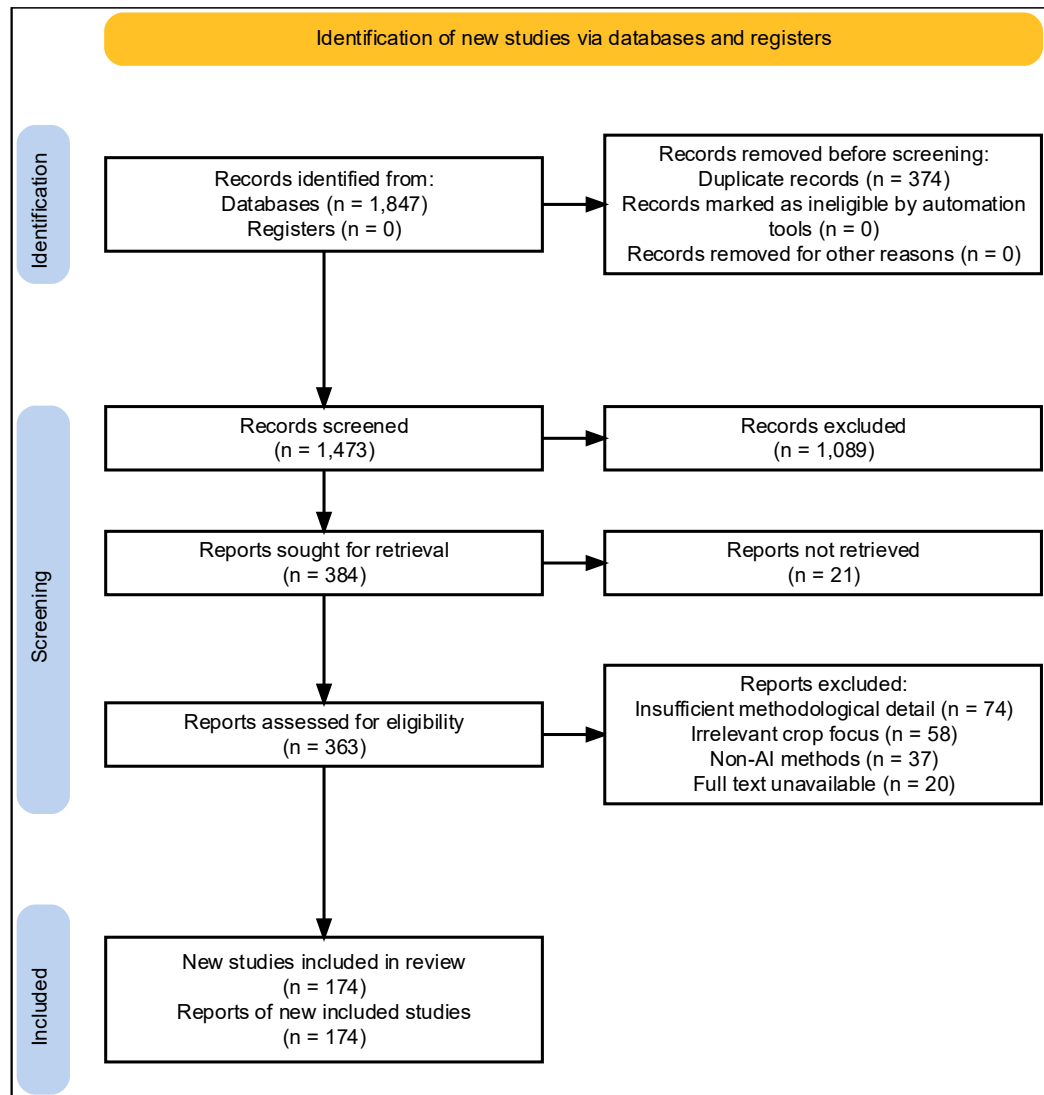 Identification of new studies via databases and registers
Identification
Records identified from:
Databases (n = 1,847)
Registers (n = 0)
Records removed before screening:
Duplicate records (n = 374)
Records marked as ineligible by automation
tools (n = 0)
Records removed for other reasons (n = 0)
Screening
Records screened
(n = 1,473)
Records excluded
(n = 1,089)
Reports sought for retrieval
(n = 384)
Reports not retrieved
(n = 21)
Reports assessed for eligibility
(n = 363)
Reports excluded:
Insufficient methodological detail (n = 74)
Irrelevant crop focus (n = 58)
Non-AI methods (n = 37)
Full text unavailable (n = 20)
Included
New studies included in review
(n = 174)
Reports of new included studies
(n = 174)